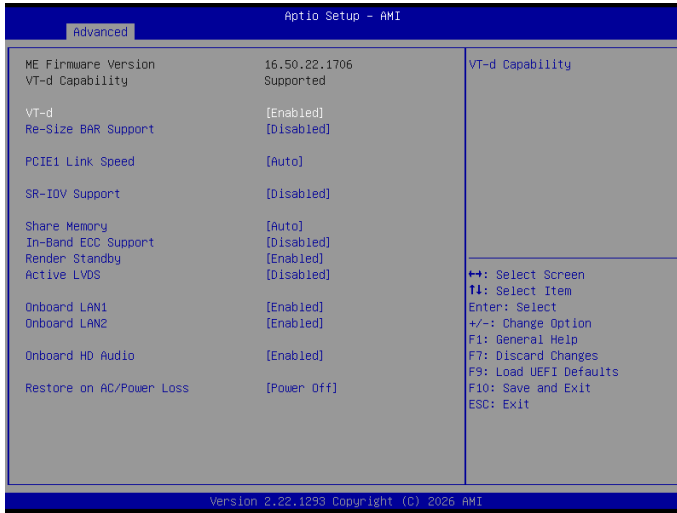 Aptio Setup – AMI
Advanced
ME Firmware Version 16.50.22.1706
VT-d Capability Supported
VT-d [Enabled]
Re-Size BAR Support [Disabled]
PCIE1 Link Speed [Auto]
SR-IOV Support [Disabled]
Share Memory [Auto]
In-Band ECC Support [Disabled]
Render Standby [Enabled]
Active LVDS [Disabled]
Onboard LAN1 [Enabled]
Onboard LAN2 [Enabled]
Onboard HD Audio [Enabled]
Restore on AC/Power Loss [Power Off]
VT-d Capability
↔: Select Screen
↑↓: Select Item
Enter: Select
+/-: Change Option
F1: General Help
F7: Discard Changes
F9: Load UEFI Defaults
F10: Save and Exit
ESC: Exit
Version 2.22.1293 Copyright (C) 2026 AMI